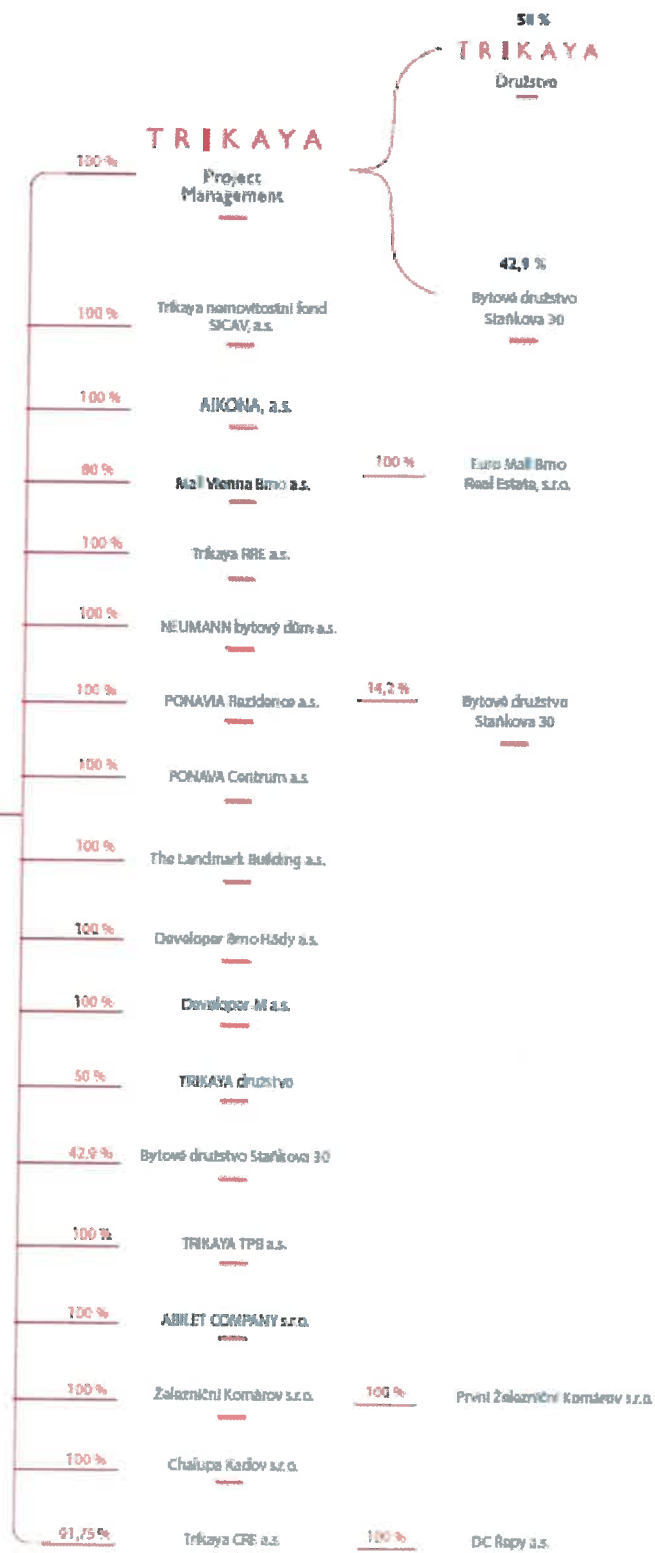 50 %
TRIKAYA
Družstvo
100 %
TRIKAYA
Project
Management
42,9 %
Bytové družstvo
Staňkova 30
100 %
Trikaya nemovitostní fond
SICAV, a.s.
100 %
AIKONA, a.s.
80 %
Mall Vienna Brno a.s.
100 %
Euro Mall Brno
Real Estate, s.r.o.
100 %
Trikaya RRE a.s.
100 %
NEUMANN bytový dům a.s.
100 %
PONAVIA Rezidence a.s.
14,2 %
Bytové družstvo
Staňkova 30
100 %
PONAVA Centrum a.s.
100 %
The Landmark Building a.s.
100 %
Developer Brno-Hády a.s.
100 %
Developer M a.s.
50 %
TRIKAYA družstvo
42,9 %
Bytové družstvo Staňkova 30
100 %
TRIKAYA TPB a.s.
100 %
ABILET COMPANY s.r.o.
100 %
Železniční Komárov s.r.o.
100 %
První Železniční Komárov s.r.o.
100 %
Chalupa Kadov s.r.o.
91,75 %
Trikaya CRE a.s.
100 %
DC Řepy a.s.